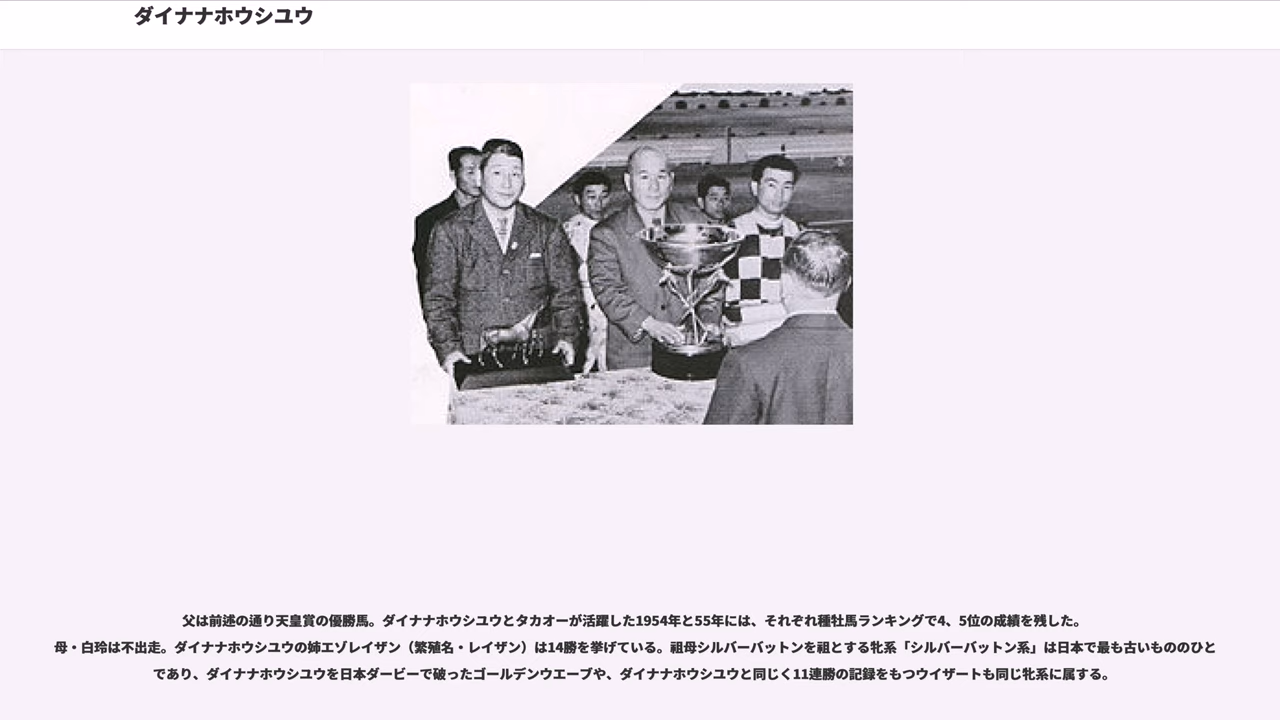 ダイナナホウシユウ
父は前述の通り天皇賞の優勝馬。ダイナナホウシユウとタカオーが活躍した1954年と55年には、それぞれ種牡馬ランキングで4、5位の成績を残した。
母・白玲は不出走。ダイナナホウシユウの姉エゾレイザン（繁殖名・レイザン）は14勝を挙げている。祖母シルバーバットンを祖とする牝系「シルバーバットン系」は日本で最も古いもののひと
であり、ダイナナホウシユウを日本ダービーで破ったゴールデンウエーブや、ダイナナホウシユウと同じく11連勝の記録をもつウイザートも同じ牝系に属する。